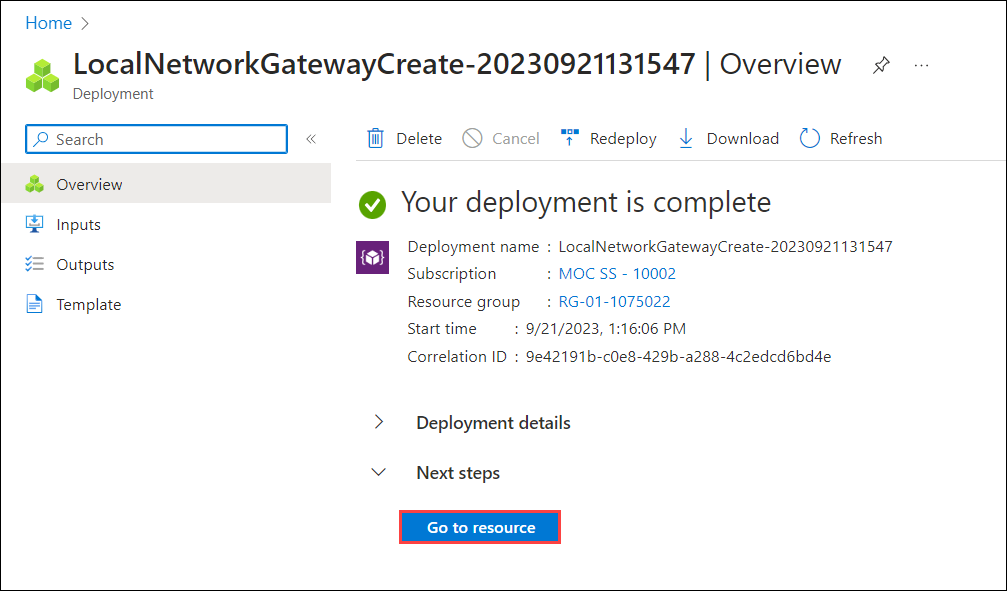 Home
LocalNetworkGatewayCreate-20230921131547 | Overview
Deployment
Search
Delete Cancel Redeploy Download Refresh
Overview
Inputs
Outputs
Template
Your deployment is complete
Deployment name : LocalNetworkGatewayCreate-20230921131547
Subscription : MOC SS - 10002
Resource group : RG-01-1075022
Start time : 9/21/2023, 1:16:06 PM
Correlation ID : 9e42191b-c0e8-429b-a288-4c2edcd6bd4e
Deployment details
Next steps
Go to resource